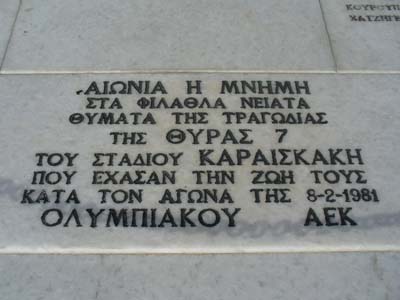 ΑΙΩΝΙΑ Η ΜΝΗΜΗ
ΣΤΑ ΦΙΛΑΘΛΑ ΝΕΙΑΤΑ
ΘΥΜΑΤΑ ΤΗΣ ΤΡΑΓΩΔΙΑΣ
ΤΗΣ ΘΥΡΑΣ 7
ΤΟΥ ΣΤΑΔΙΟΥ ΚΑΡΑΙΣΚΑΚΗ
ΠΟΥ ΕΧΑΣΑΝ ΤΗΝ ΖΩΗ ΤΟΥΣ
ΚΑΤΑ ΤΟΝ ΑΓΩΝΑ ΤΗΣ 8-2-1981
ΟΛΥΜΠΙΑΚΟΥ ΑΕΚ